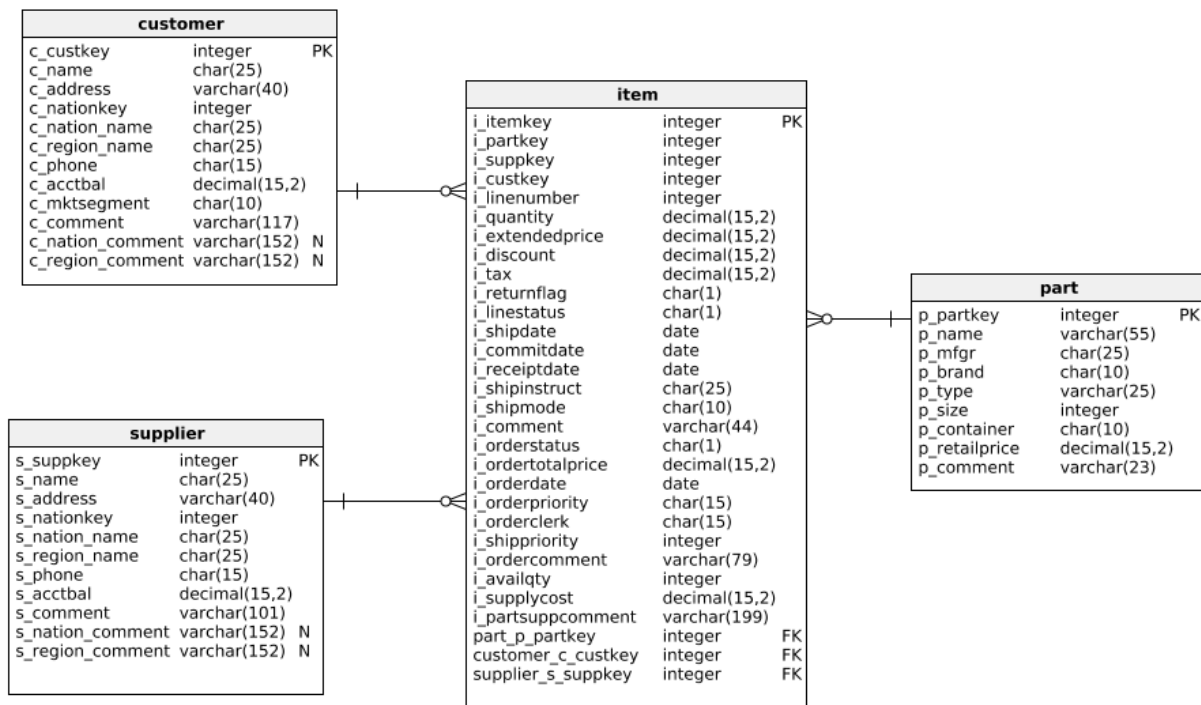 customer
c_custkey integer PK
c_name char(25)
c_address varchar(40)
c_nationkey integer
c_nation_name char(25)
c_region_name char(25)
c_phone char(15)
c_acctbal decimal(15,2)
c_mktsegment char(10)
c_comment varchar(117)
c_nation_comment varchar(152) N
c_region_comment varchar(152) N
supplier
s_suppkey integer PK
s_name char(25)
s_address varchar(40)
s_nationkey integer
s_nation_name char(25)
s_region_name char(25)
s_phone char(15)
s_acctbal decimal(15,2)
s_comment varchar(101)
s_nation_comment varchar(152) N
s_region_comment varchar(152) N
item
i_itemkey integer PK
i_partkey integer
i_suppkey integer
i_custkey integer
i_linenumber integer
i_quantity decimal(15,2)
i_extendedprice decimal(15,2)
i_discount decimal(15,2)
i_tax decimal(15,2)
i_returnflag char(1)
i_linestatus char(1)
i_shipdate date
i_commitdate date
i_receiptdate date
i_shipinstruct char(25)
i_shipmode char(10)
i_comment varchar(44)
i_orderstatus char(1)
i_ordertotalprice decimal(15,2)
i_orderdate date
i_orderpriority char(15)
i_orderclerk char(15)
i_shippriority integer
i_ordercomment varchar(79)
i_availqty integer
i_supplycost decimal(15,2)
i_partsuppcomment varchar(199)
part_p_partkey integer FK
customer_c_custkey integer FK
supplier_s_suppkey integer FK
part
p_partkey integer PK
p_name varchar(55)
p_mfgr char(25)
p_brand char(10)
p_type varchar(25)
p_size integer
p_container char(10)
p_retailprice decimal(15,2)
p_comment varchar(23)